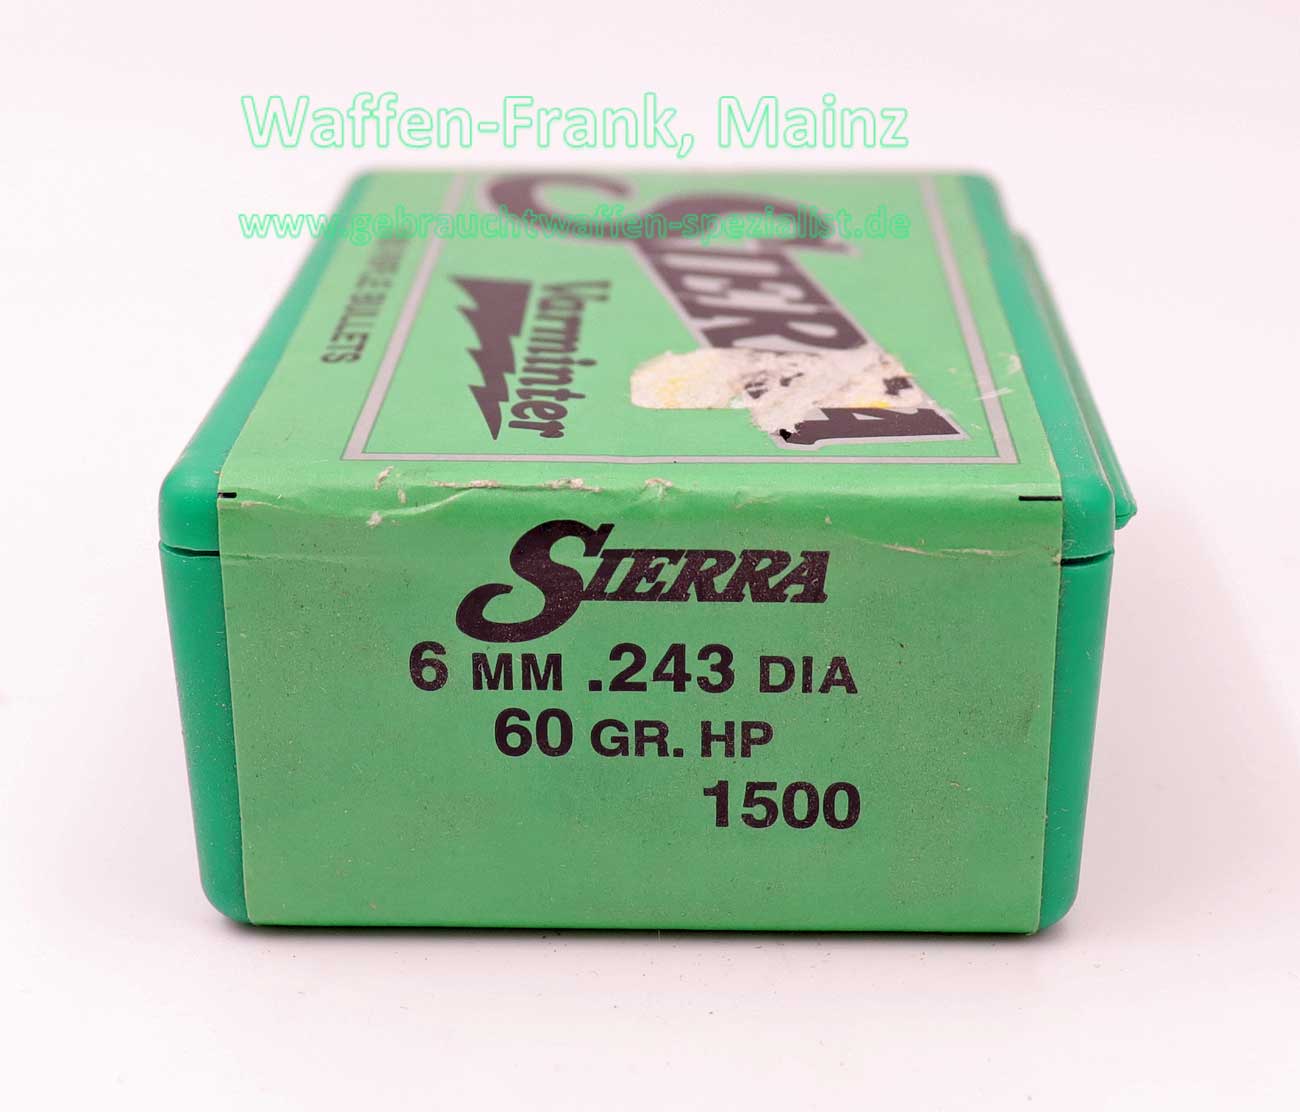 Waffen-Frank, Mainz
www.gebrauchtwaffen-spezialist.de
SIERRA
Varminter
BULLETS
SIERRA
6 MM .243 DIA
60 GR. HP
1500